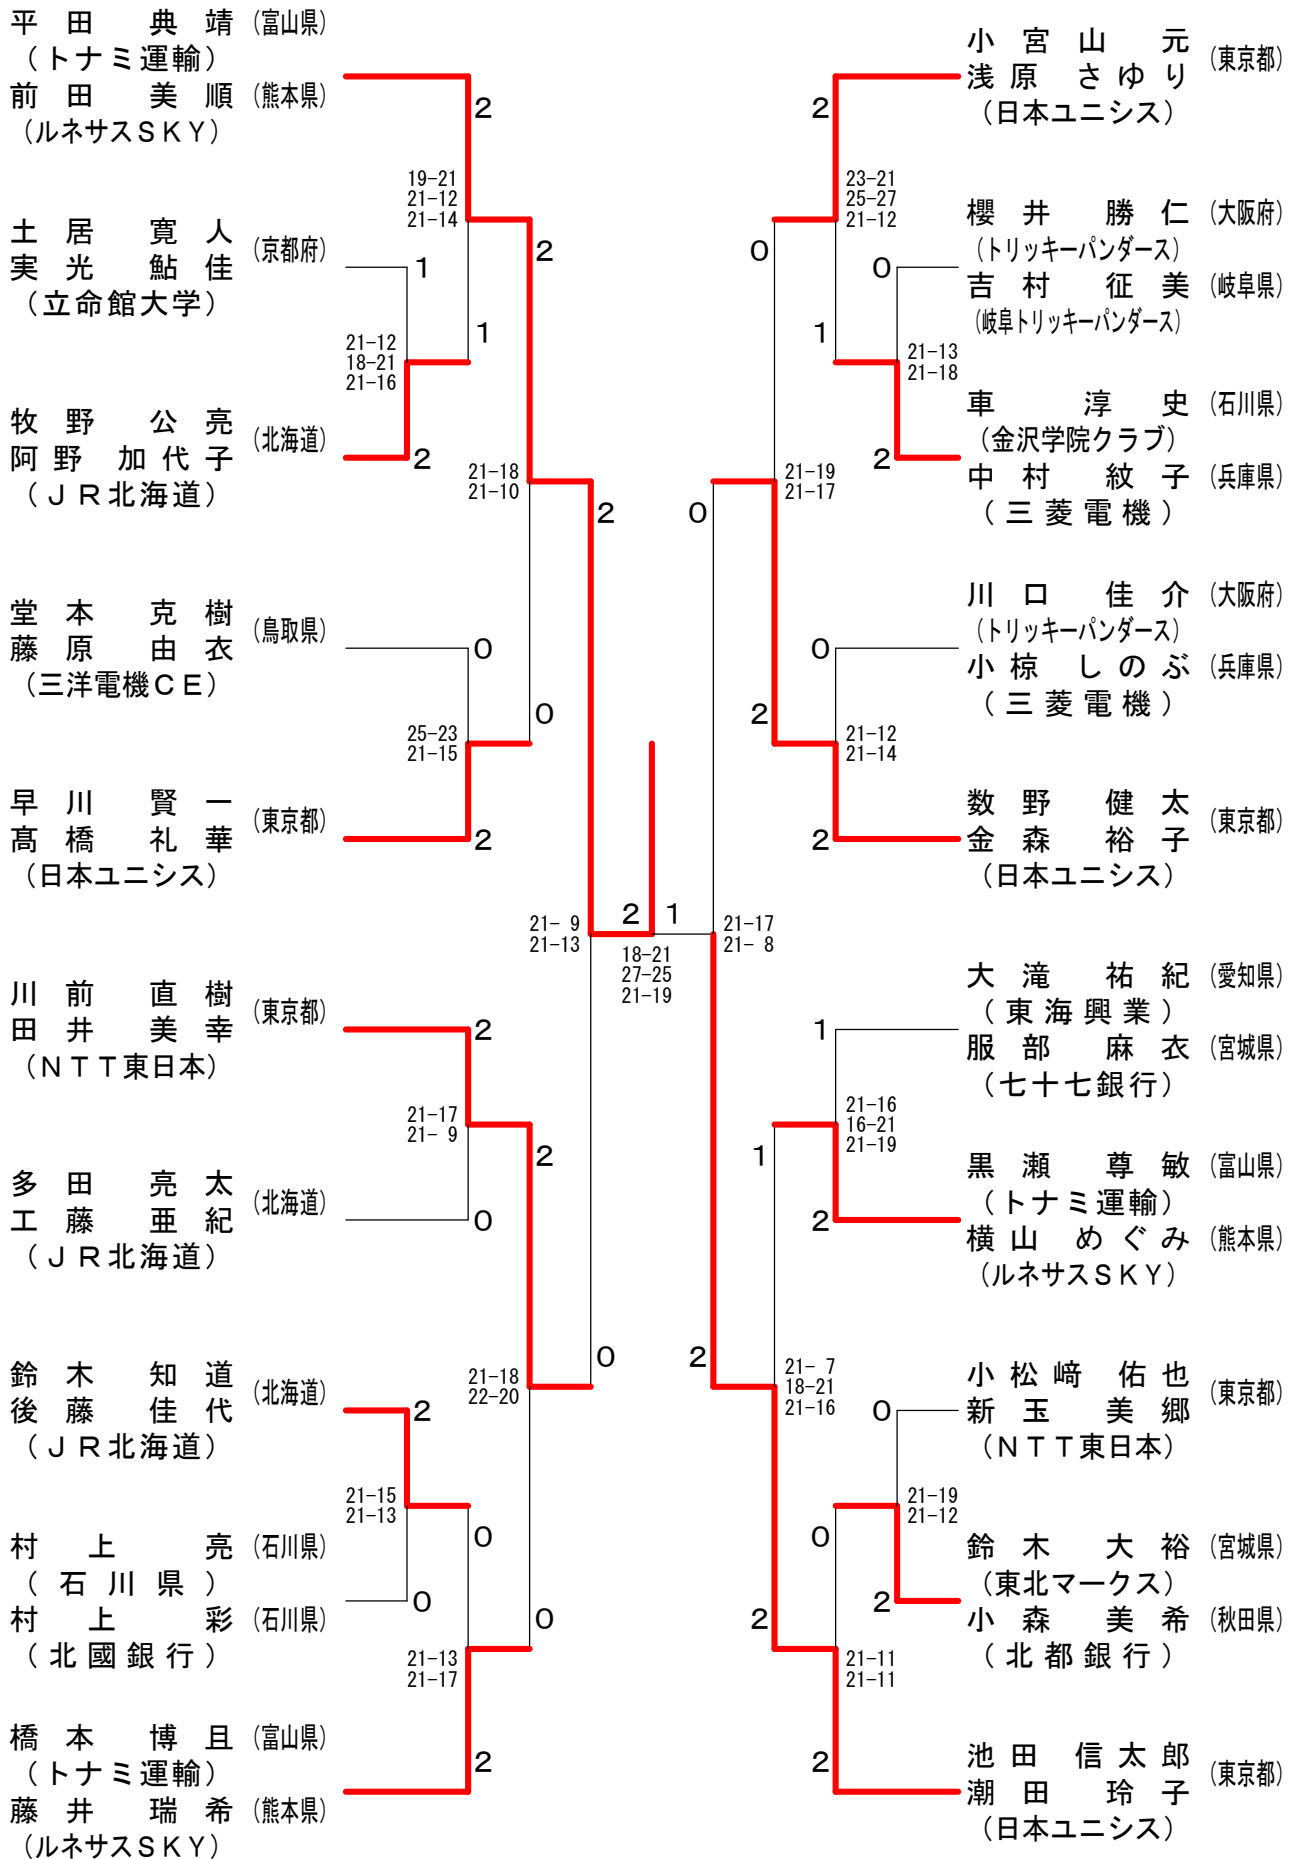 平田 典靖 (富山県)
(トナミ運輸)
前田 美順 (熊本県)
(ルネサスSKY)
2
19-21
21-12
21-14
土居 寛人
実光 鮎佳
(京都府)
(立命館大学)
1
2
1
21-12
18-21
21-16
牧野 公亮
阿野 加代子
(北海道)
(JR北海道)
2
21-18
21-10
2
堂本 克樹
藤原 由衣
(鳥取県)
(三洋電機CE)
0
0
25-23
21-15
早川 賢一
髙橋 礼華
(東京都)
(日本ユニシス)
2
21- 9
21-13
川前 直樹
田井 美幸
(東京都)
(NTT東日本)
2
21-17
21- 9
2
多田 亮太
工藤 亜紀
(北海道)
(JR北海道)
0
0
21-18
22-20
鈴木 知道
後藤 佳代
(北海道)
(JR北海道)
2
21-15
21-13
0
村上 亮 (石川県)
(石川県)
村上 彩 (石川県)
(北國銀行)
0
0
21-13
21-17
橋本 博且 (富山県)
(トナミ運輸)
藤井 瑞希 (熊本県)
(ルネサスSKY)
2
2 1
18-21
27-25
21-19
小宮山 元
浅原 さゆり
(東京都)
(日本ユニシス)
2
23-21
25-27
21-12
櫻井 勝仁 (大阪府)
(トリッキーパンダース)
吉村 征美 (岐阜県)
(岐阜トリッキーパンダース)
0
0
1
21-13
21-18
車 淳史 (石川県)
(金沢学院クラブ)
中村 紋子 (兵庫県)
(三菱電機)
2
21-19
21-17
0
川口 佳介 (大阪府)
(トリッキーパンダース)
小椋 しのぶ (兵庫県)
(三菱電機)
0
2
21-12
21-14
数野 健太
金森 裕子
(東京都)
(日本ユニシス)
2
21-17
21- 8
大滝 祐紀 (愛知県)
(東海興業)
服部 麻衣 (宮城県)
(七十七銀行)
1
21-16
16-21
21-19
1
黒瀬 尊敏 (富山県)
(トナミ運輸)
横山 めぐみ (熊本県)
(ルネサスSKY)
2
2
21- 7
18-21
21-16
小松﨑 佑也
新玉 美郷
(東京都)
(NTT東日本)
0
21-19
21-12
0
鈴木 大裕 (宮城県)
(東北マークス)
小森 美希 (秋田県)
(北都銀行)
2
2
21-11
21-11
池田 信太郎
潮田 玲子
(東京都)
(日本ユニシス)
2